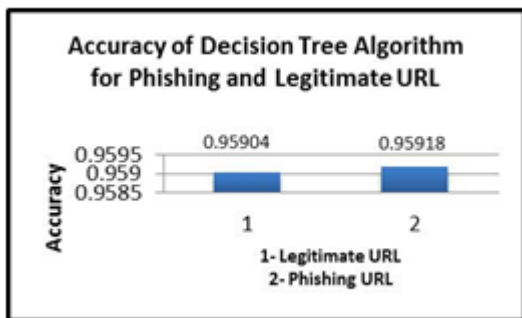 Accuracy of Decision Tree Algorithm
for Phishing and Legitimate URL
0.95904
0.95918
0.9595
0.959
0.9585
Accuracy
1
2
1- Legitimate URL
2- Phishing URL